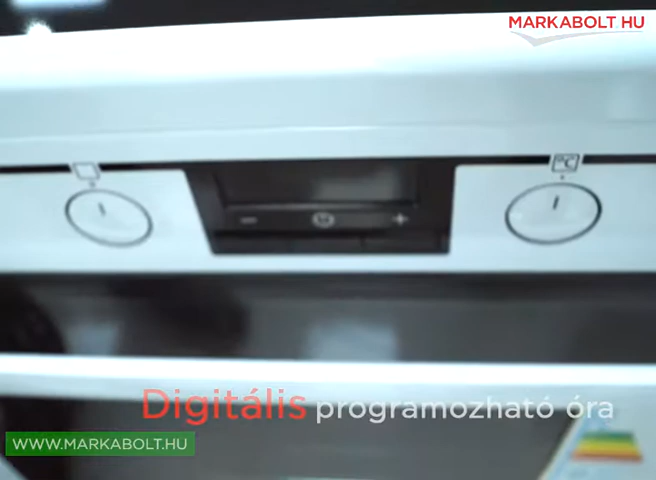 MARKABOLT HU
°C
- +
Digitális programozható óra
WWW.MARKABOLT.HU